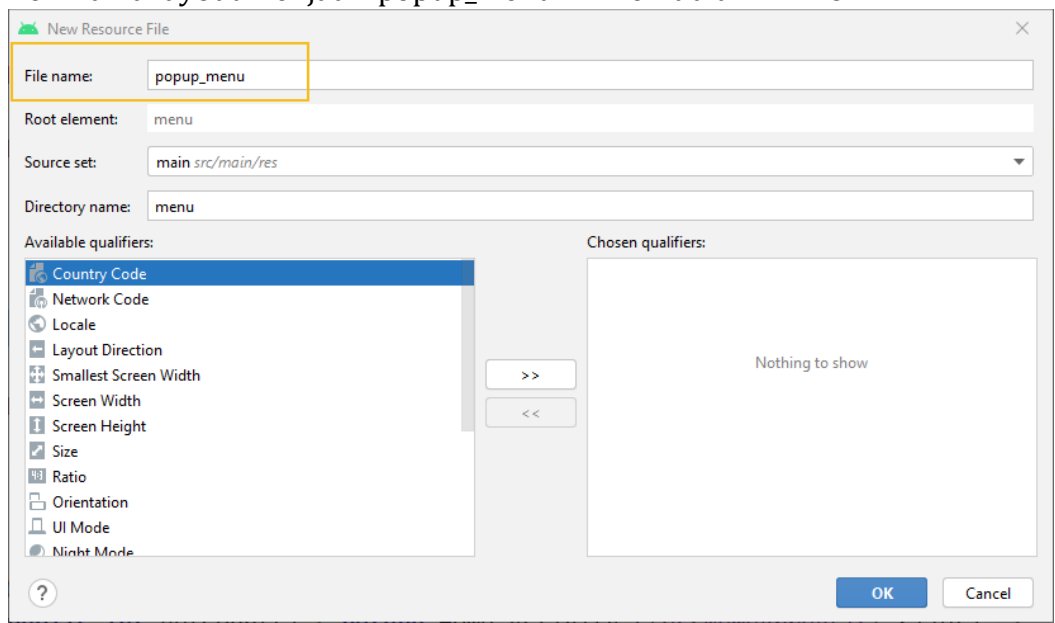 New Resource File
File name: popup_menu
Root element: menu
Source set: main src/main/res
Directory name: menu
Available qualifiers:
Chosen qualifiers:
Country Code
Network Code
Locale
Layout Direction
Smallest Screen Width
Screen Width
Screen Height
Size
Ratio
Orientation
UI Mode
Night Mode
>>
<<
Nothing to show
?
OK
Cancel